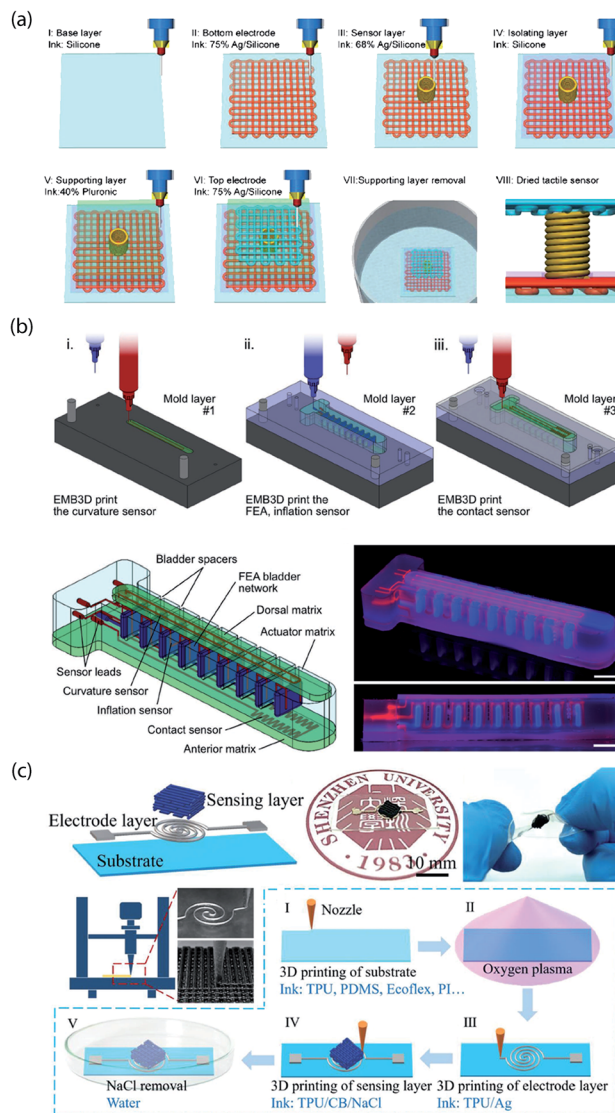 (a)
I: Base layer
Ink: Silicone
II: Bottom electrode
Ink: 75% Ag/Silicone
III: Sensor layer
Ink: 68% Ag/Silicone
IV: Isolating layer
Ink: Silicone
V: Supporting layer
Ink:40% Pluronic
VI: Top electrode
Ink: 75% Ag/Silicone
VII:Supporting layer removal
VIII: Dried tactile sensor
(b)
i.
Mold layer
#1
EMB3D print
the curvature sensor
ii.
Mold layer
#2
EMB3D print the
FEA, inflation sensor
iii.
Mold layer
#3
EMB3D print
the contact sensor
Bladder spacers
FEA bladder
network
Dorsal matrix
Actuator matrix
Sensor leads
Curvature sensor
Inflation sensor
Contact sensor
Anterior matrix
(c)
Sensing layer
Electrode layer
Substrate
SHENZHEN UNIVERSITY
1983
10 mm
I
Nozzle
3D printing of substrate
Ink: TPU, PDMS, Ecoflex, PI…
II
Oxygen plasma
V
NaCl removal
Water
IV
3D printing of sensing layer
Ink: TPU/CB/NaCl
III
3D printing of electrode layer
Ink: TPU/Ag